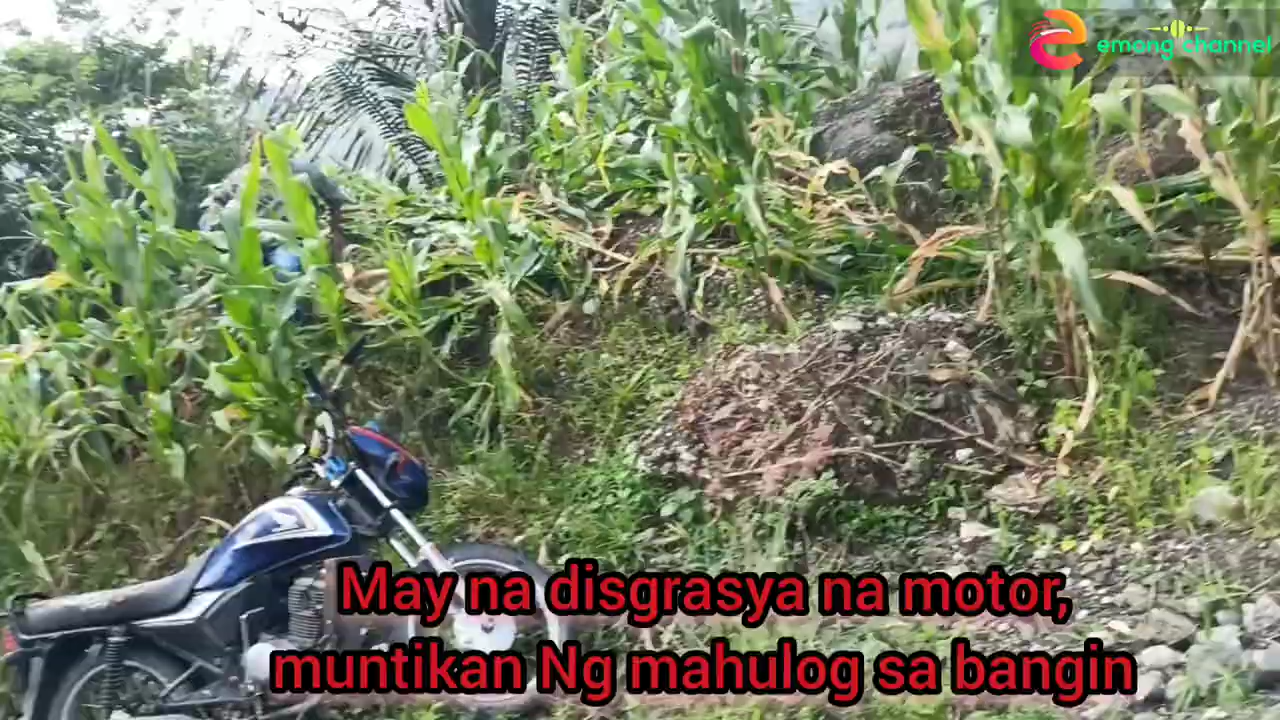 emong channel
May na disgrasya na motor,
muntikan Ng mahulog sa bangin